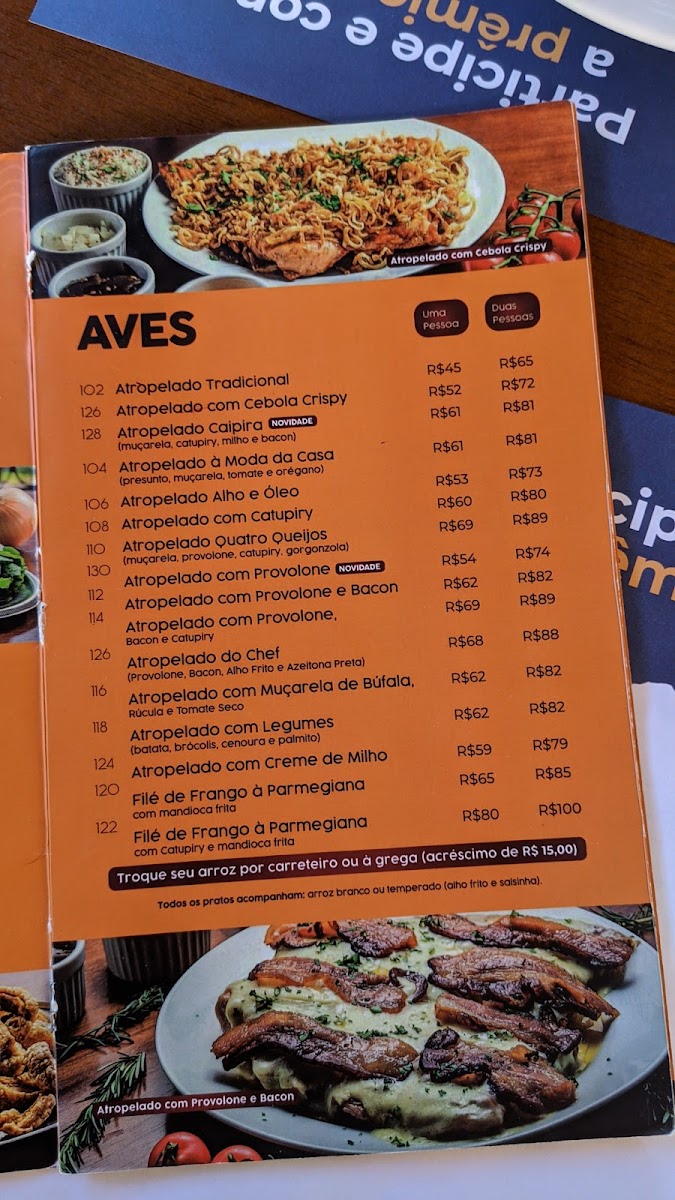 Participe e con
a prêmio
Atropelado com Cebola Crispy
AVES
Uma Pessoa
Duas Pessoas
102 Atropelado Tradicional R$45 R$65
126 Atropelado com Cebola Crispy R$52 R$72
128 Atropelado Caipira NOVIDADE R$61 R$81
(muçarela, catupiry, milho e bacon)
104 Atropelado à Moda da Casa R$61 R$81
(presunto, muçarela, tomate e orégano)
106 Atropelado Alho e Óleo R$53 R$73
108 Atropelado com Catupiry R$60 R$80
110 Atropelado Quatro Queijos R$69 R$89
(muçarela, provolone, catupiry, gorgonzola)
130 Atropelado com Provolone NOVIDADE R$54 R$74
112 Atropelado com Provolone e Bacon R$62 R$82
114 Atropelado com Provolone, R$69 R$89
Bacon e Catupiry
126 Atropelado do Chef R$68 R$88
(Provolone, Bacon, Alho Frito e Azeitona Preta)
116 Atropelado com Muçarela de Búfala, R$62 R$82
Rúcula e Tomate Seco
118 Atropelado com Legumes R$62 R$82
(batata, brócolis, cenoura e palmito)
124 Atropelado com Creme de Milho R$59 R$79
120 Filé de Frango à Parmegiana R$65 R$85
com mandioca frita
122 Filé de Frango à Parmegiana R$80 R$100
com Catupiry e mandioca frita
Troque seu arroz por carreteiro ou à grega (acréscimo de R$ 15,00)
Todos os pratos acompanham: arroz branco ou temperado (alho frito e salsinha).
Atropelado com Provolone e Bacon
cip
êm